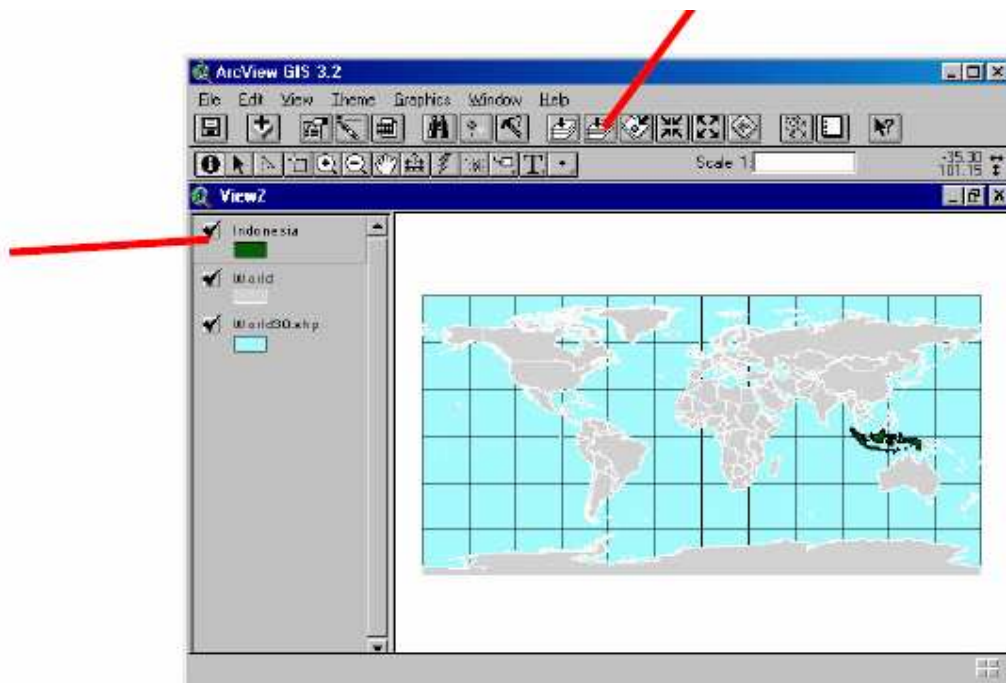 ArcView GIS 3.2
File Edit View Theme Graphics Window Help
Scale 1:
-35.30
101.15
View2
Indonesia
World
World30.shp